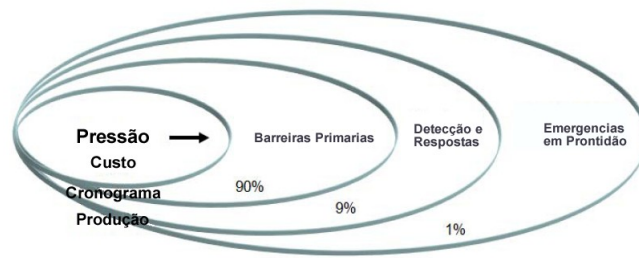 Pressão
Custo
Cronograma
Produção
Barreiras Primarias
Detecção e
Respostas
Emergencias
em Prontidão
90%
9%
1%